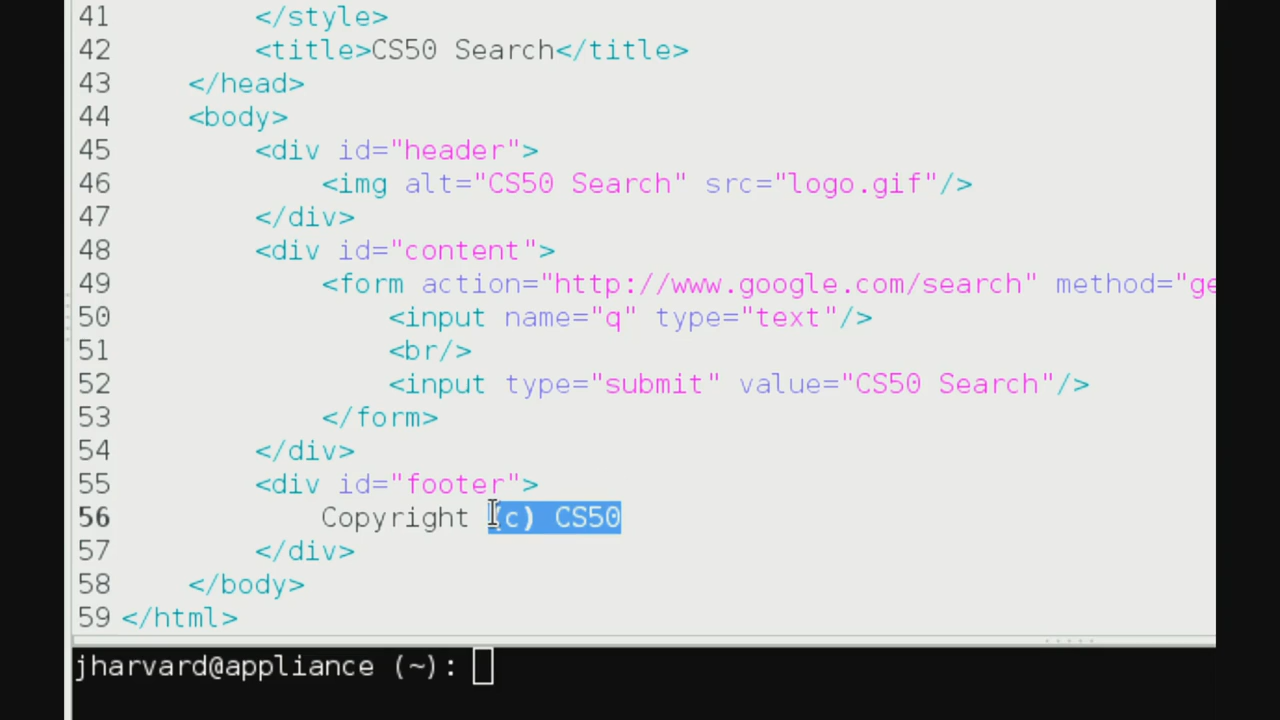 41 </style>
42 <title>CS50 Search</title>
43 </head>
44 <body>
45 <div id="header">
46 <img alt="CS50 Search" src="logo.gif"/>
47 </div>
48 <div id="content">
49 <form action="http://www.google.com/search" method="ge
50 <input name="q" type="text"/>
51 <br/>
52 <input type="submit" value="CS50 Search"/>
53 </form>
54 </div>
55 <div id="footer">
56 Copyright (c) CS50
57 </div>
58 </body>
59 </html>
jharvard@appliance (~):